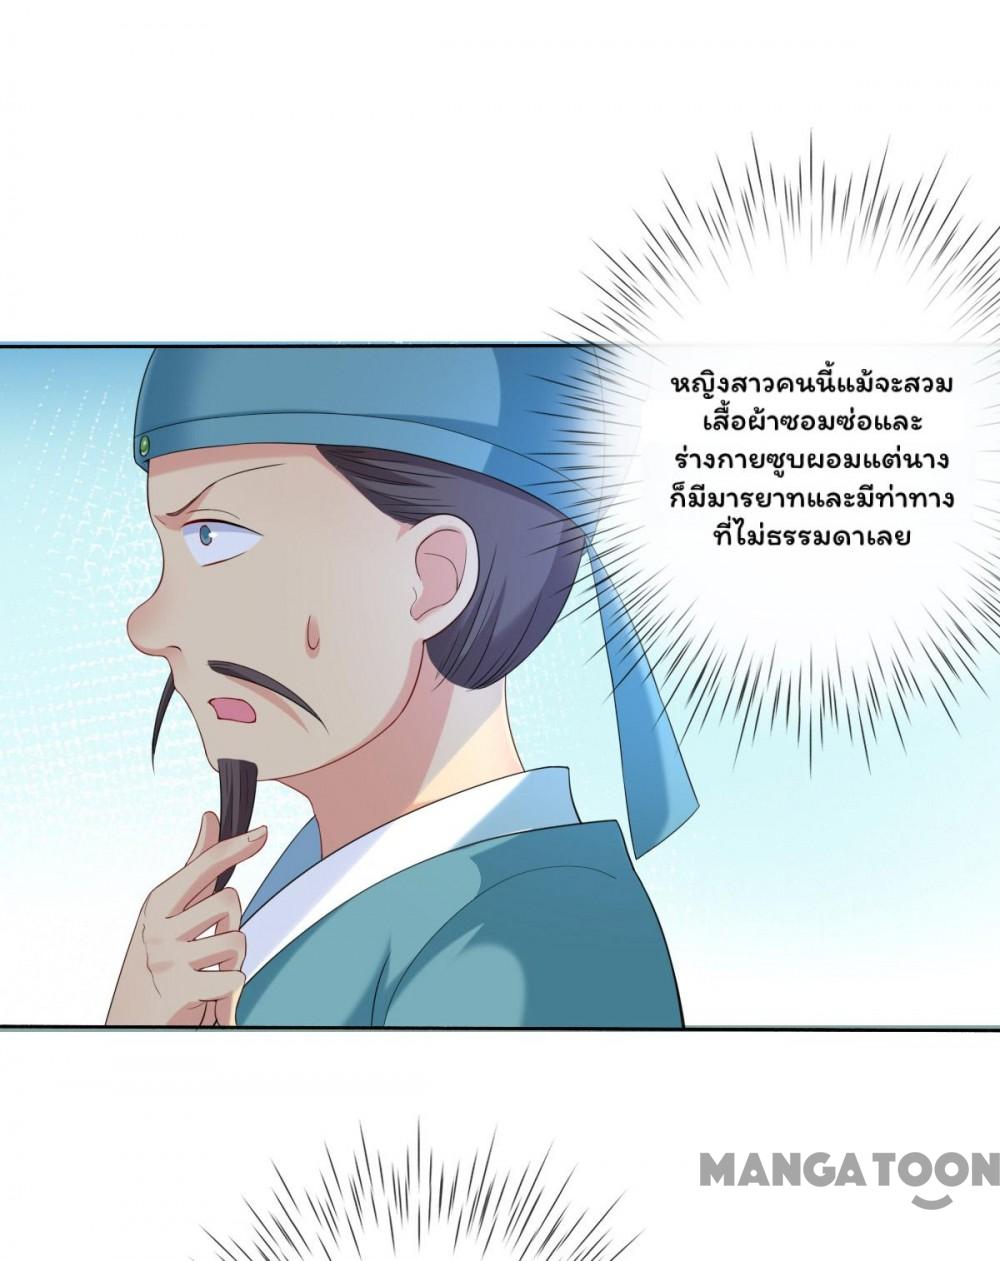 หญิงสาวคนนี้แม้จะสวม
เสื้อผ้าซอมซ่อและ
ร่างกายซูบผอมแต่นาง
ก็มีมารยาทและมีท่าทาง
ที่ไม่ธรรมดาเลย
MANGATOON